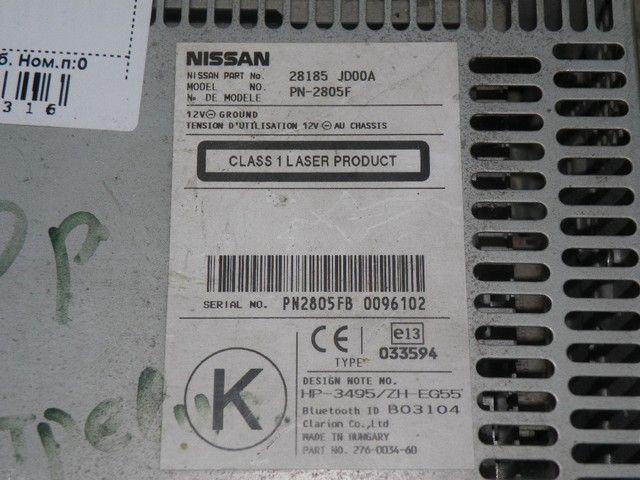 б. Ном.п:0
316
NISSAN
NISSAN PART No. 28185 JD00A
MODEL NO. PN-2805F
№ DE MODELE
12V⊖ GROUND
TENSION D'UTILISATION 12V ⊖ AU CHASSIS
CLASS 1 LASER PRODUCT
SERIAL NO. PN2805FB 0096102
CE e13
TYPE 033594
K
DESIGN NOTE NO.
HP-3495/ZH-EG55
Bluetooth ID B03104
Clarion Co.,Ltd
MADE IN HUNGARY
PART NO. 276-0034-60